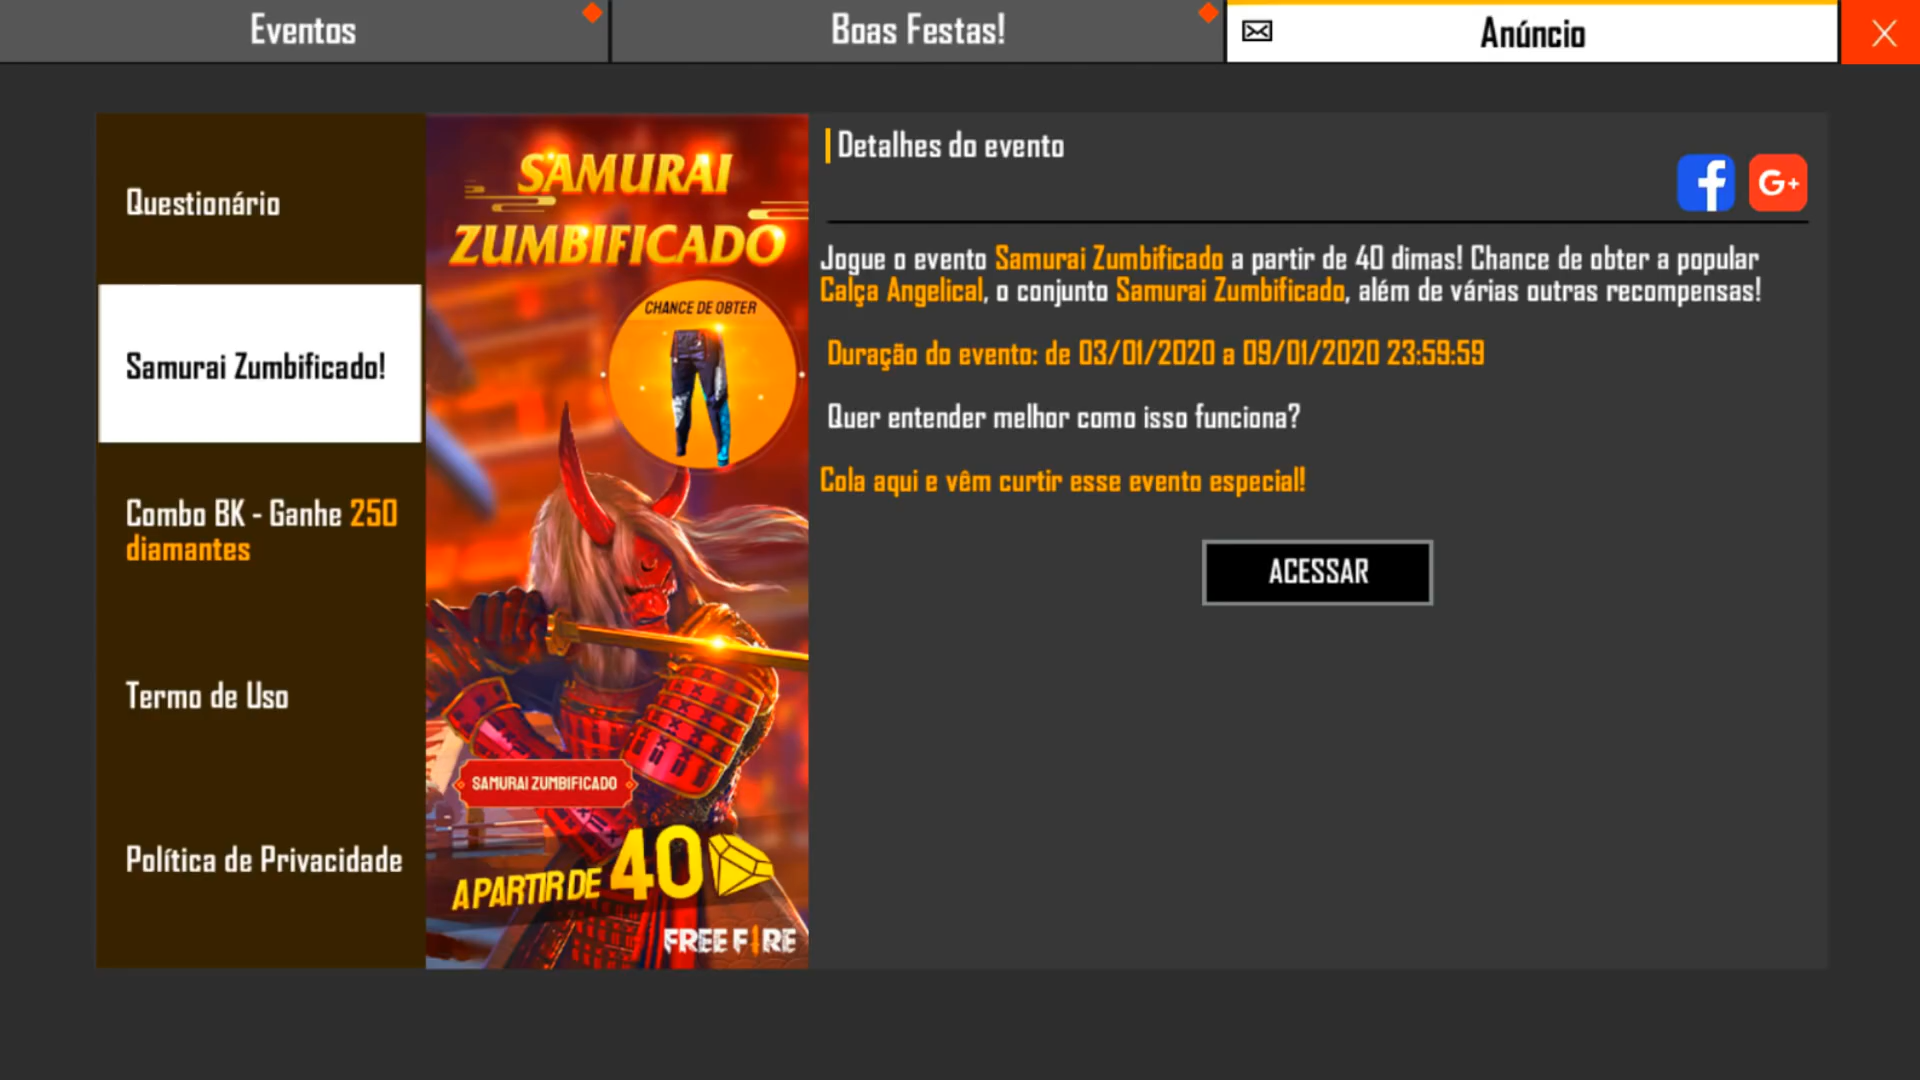 Eventos
Boas Festas!
Anúncio
Questionário
Samurai Zumbificado!
Combo BK - Ganhe 250
diamantes
Termo de Uso
Política de Privacidade
SAMURAI
ZUMBIFICADO
CHANCE DE OBTER
SAMURAI ZUMBIFICADO
A PARTIR DE 40
FREE FIRE
Detalhes do evento
f G+
Jogue o evento Samurai Zumbificado a partir de 40 dimas! Chance de obter a popular
Calça Angelical, o conjunto Samurai Zumbificado, além de várias outras recompensas!
Duração do evento: de 03/01/2020 a 09/01/2020 23:59:59
Quer entender melhor como isso funciona?
Cola aqui e vêm curtir esse evento especial!
ACESSAR